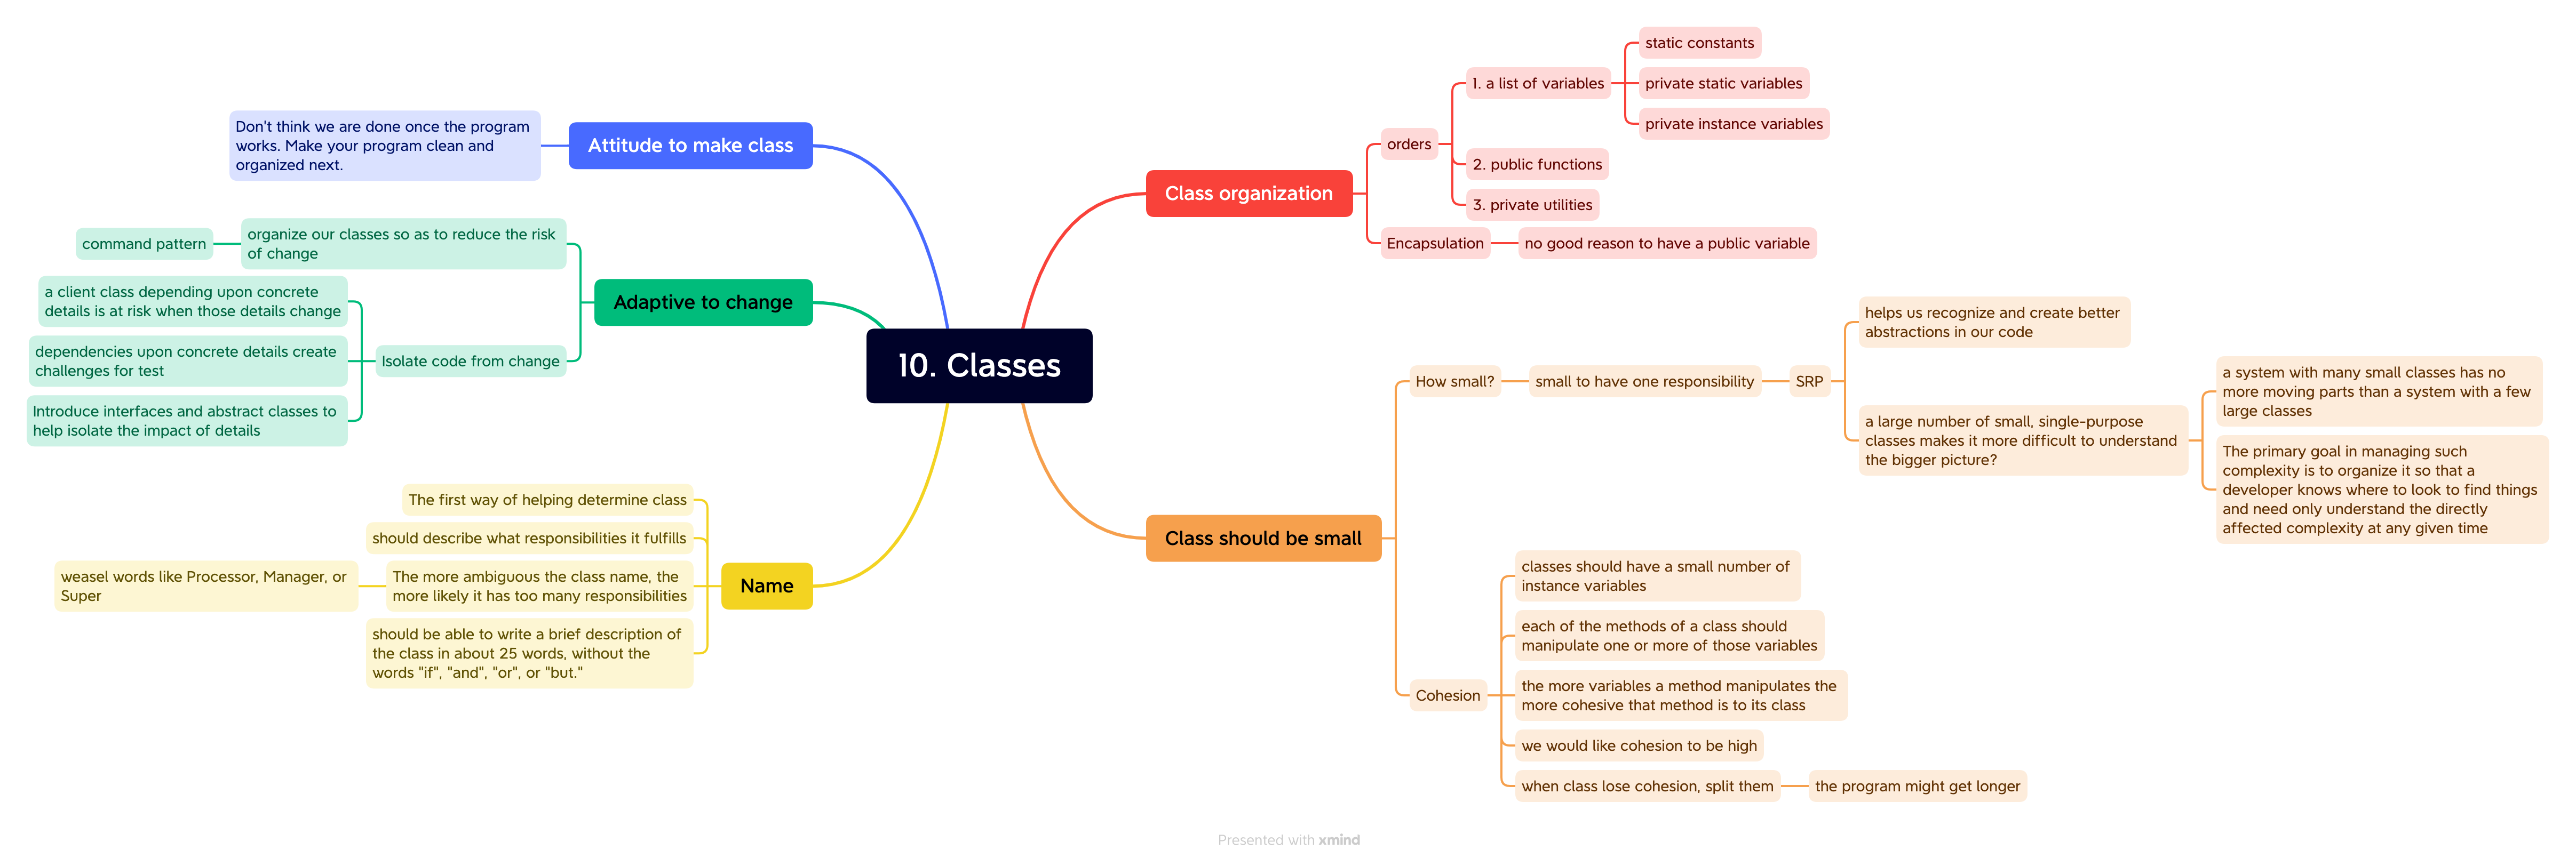 10. Classes
Class organization
orders
1. a list of variables
static constants
private static variables
private instance variables
2. public functions
3. private utilities
Encapsulation
no good reason to have a public variable
Class should be small
How small?
small to have one responsibility
SRP
helps us recognize and create better
abstractions in our code
a large number of small, single-purpose
classes makes it more difficult to understand
the bigger picture?
a system with many small classes has no
more moving parts than a system with a few
large classes
The primary goal in managing such
complexity is to organize it so that a
developer knows where to look to find things
and need only understand the directly
affected complexity at any given time
Cohesion
classes should have a small number of
instance variables
each of the methods of a class should
manipulate one or more of those variables
the more variables a method manipulates the
more cohesive that method is to its class
we would like cohesion to be high
when class lose cohesion, split them
the program might get longer
Attitude to make class
Don't think we are done once the program
works. Make your program clean and
organized next.
Adaptive to change
organize our classes so as to reduce the risk
of change
command pattern
Isolate code from change
a client class depending upon concrete
details is at risk when those details change
dependencies upon concrete details create
challenges for test
Introduce interfaces and abstract classes to
help isolate the impact of details
Name
The first way of helping determine class
should describe what responsibilities it fulfills
The more ambiguous the class name, the
more likely it has too many responsibilities
weasel words like Processor, Manager, or
Super
should be able to write a brief description of
the class in about 25 words, without the
words "if", "and", "or", or "but."
Presented with xmind